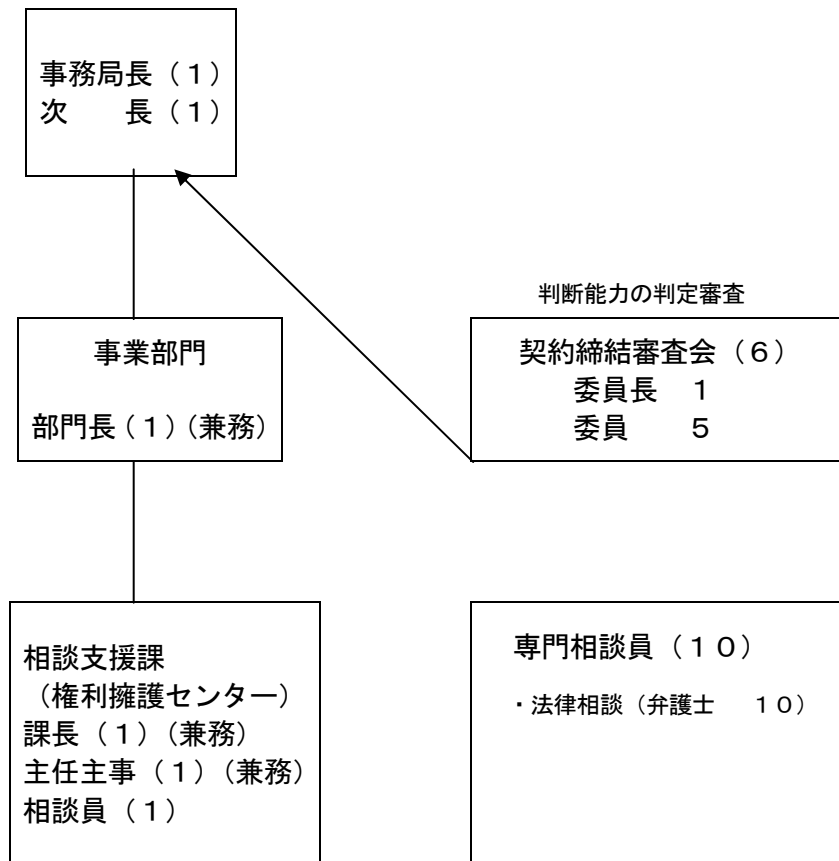 事務局長（１）
次　　長（１）
判断能力の判定審査
事業部門
部門長（１）（兼務）
契約締結審査会（６）
委員長　１
委員　　５
相談支援課
（権利擁護センター）
課長（１）（兼務）
主任主事（１）（兼務）
相談員（１）
専門相談員（１０）
・法律相談（弁護士　　１０）